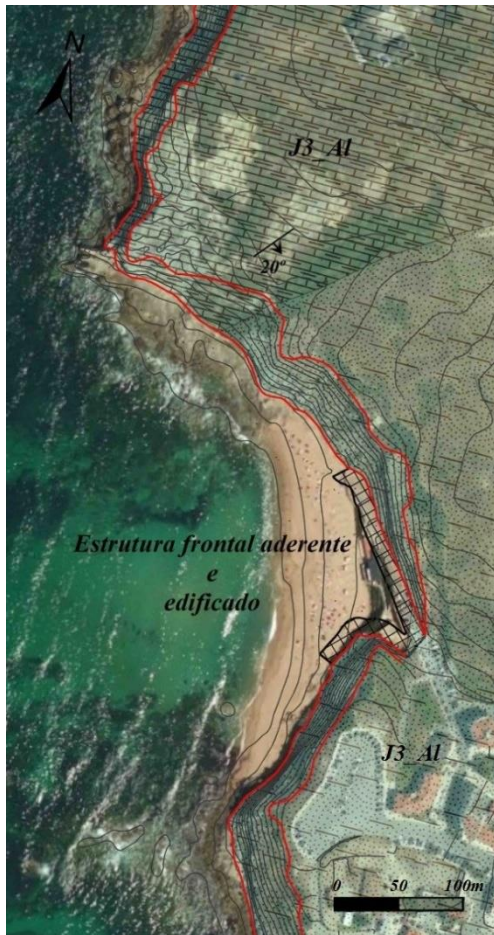 N
J3_Al
20º
Estrutura frontal aderente
e
edificado
J3_Al
0 50 100m